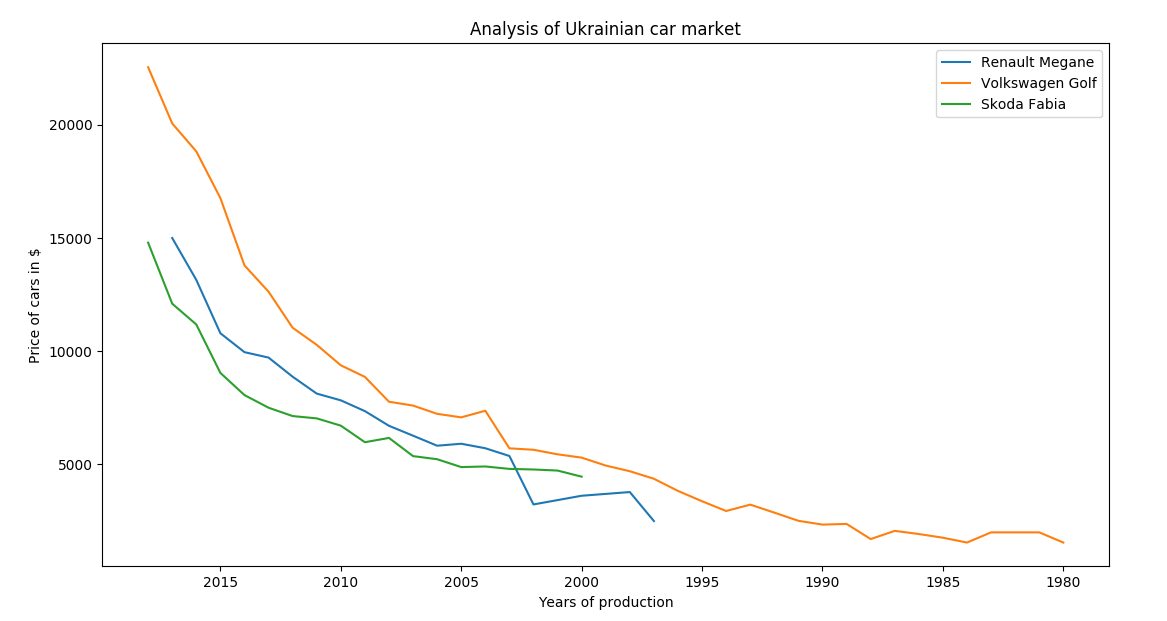 Analysis of Ukrainian car market
Renault Megane
Volkswagen Golf
Skoda Fabia
Price of cars in $
20000
15000
10000
5000
2015 2010 2005 2000 1995 1990 1985 1980
Years of production